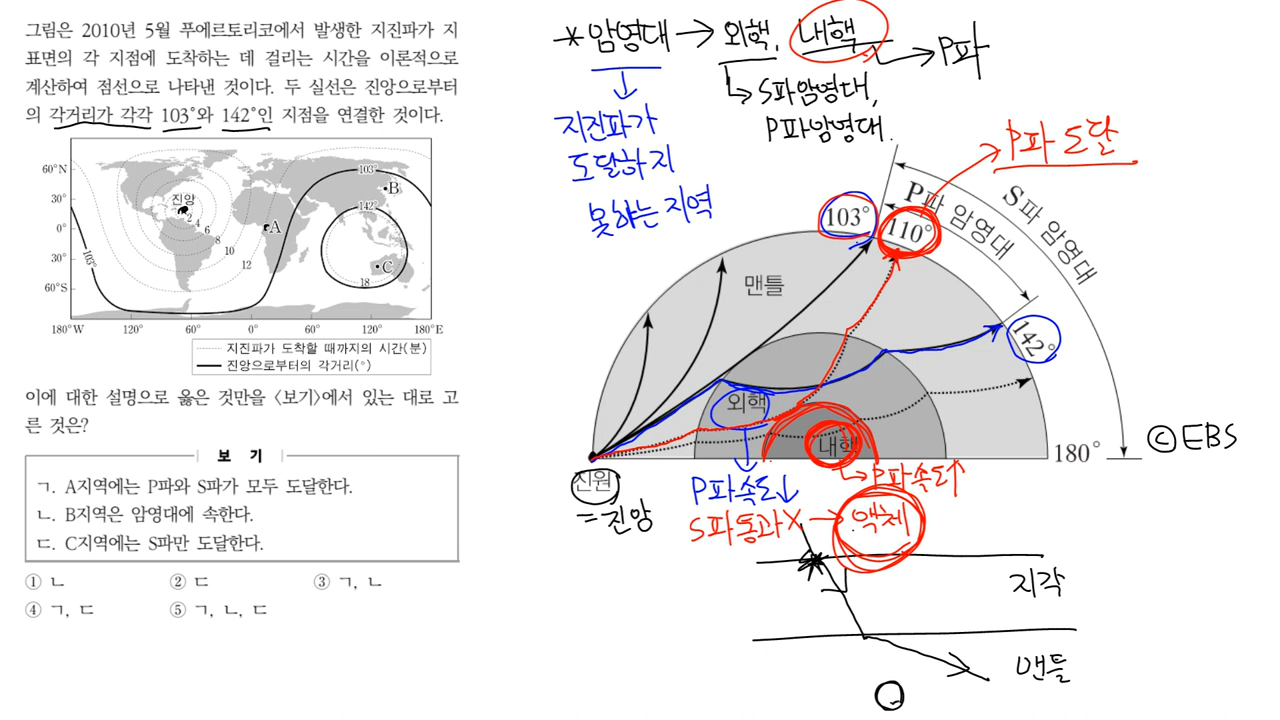 그림은 2010년 5월 푸에르토리코에서 발생한 지진파가 지
표면의 각 지점에 도착하는 데 걸리는 시간을 이론적으로
계산하여 점선으로 나타낸 것이다. 두 실선은 진앙으로부터
의 각거리가 각각 103°와 142°인 지점을 연결한 것이다.
60°N
30°
0°
30°
60°S
180°W 120° 60° 0° 60° 120° 180°E
진앙
2 4 6 8 10 12
18
103°
103°
142°
A
B
C
지진파가 도착할 때까지의 시간(분)
진앙으로부터의 각거리(°)
이에 대한 설명으로 옳은 것만을 〈보기〉에서 있는 대로 고
른 것은?
보 기
ㄱ. A지역에는 P파와 S파가 모두 도달한다.
ㄴ. B지역은 암영대에 속한다.
ㄷ. C지역에는 S파만 도달한다.
① ㄴ ② ㄷ ③ ㄱ, ㄴ
④ ㄱ, ㄷ ⑤ ㄱ, ㄴ, ㄷ
*암영대 → 외핵, 내핵 → P파
↳ S파암영대,
P파암영대.
지진파가
도달하지
못하는 지역
P파 도달
103°
110°
P파 암영대
S파 암영대
142°
180°
맨틀
외핵
내핵
진원
=진앙
P파속도↓
S파통과X → 액체
↳P파속도↑
ⓒEBS
지각
맨틀